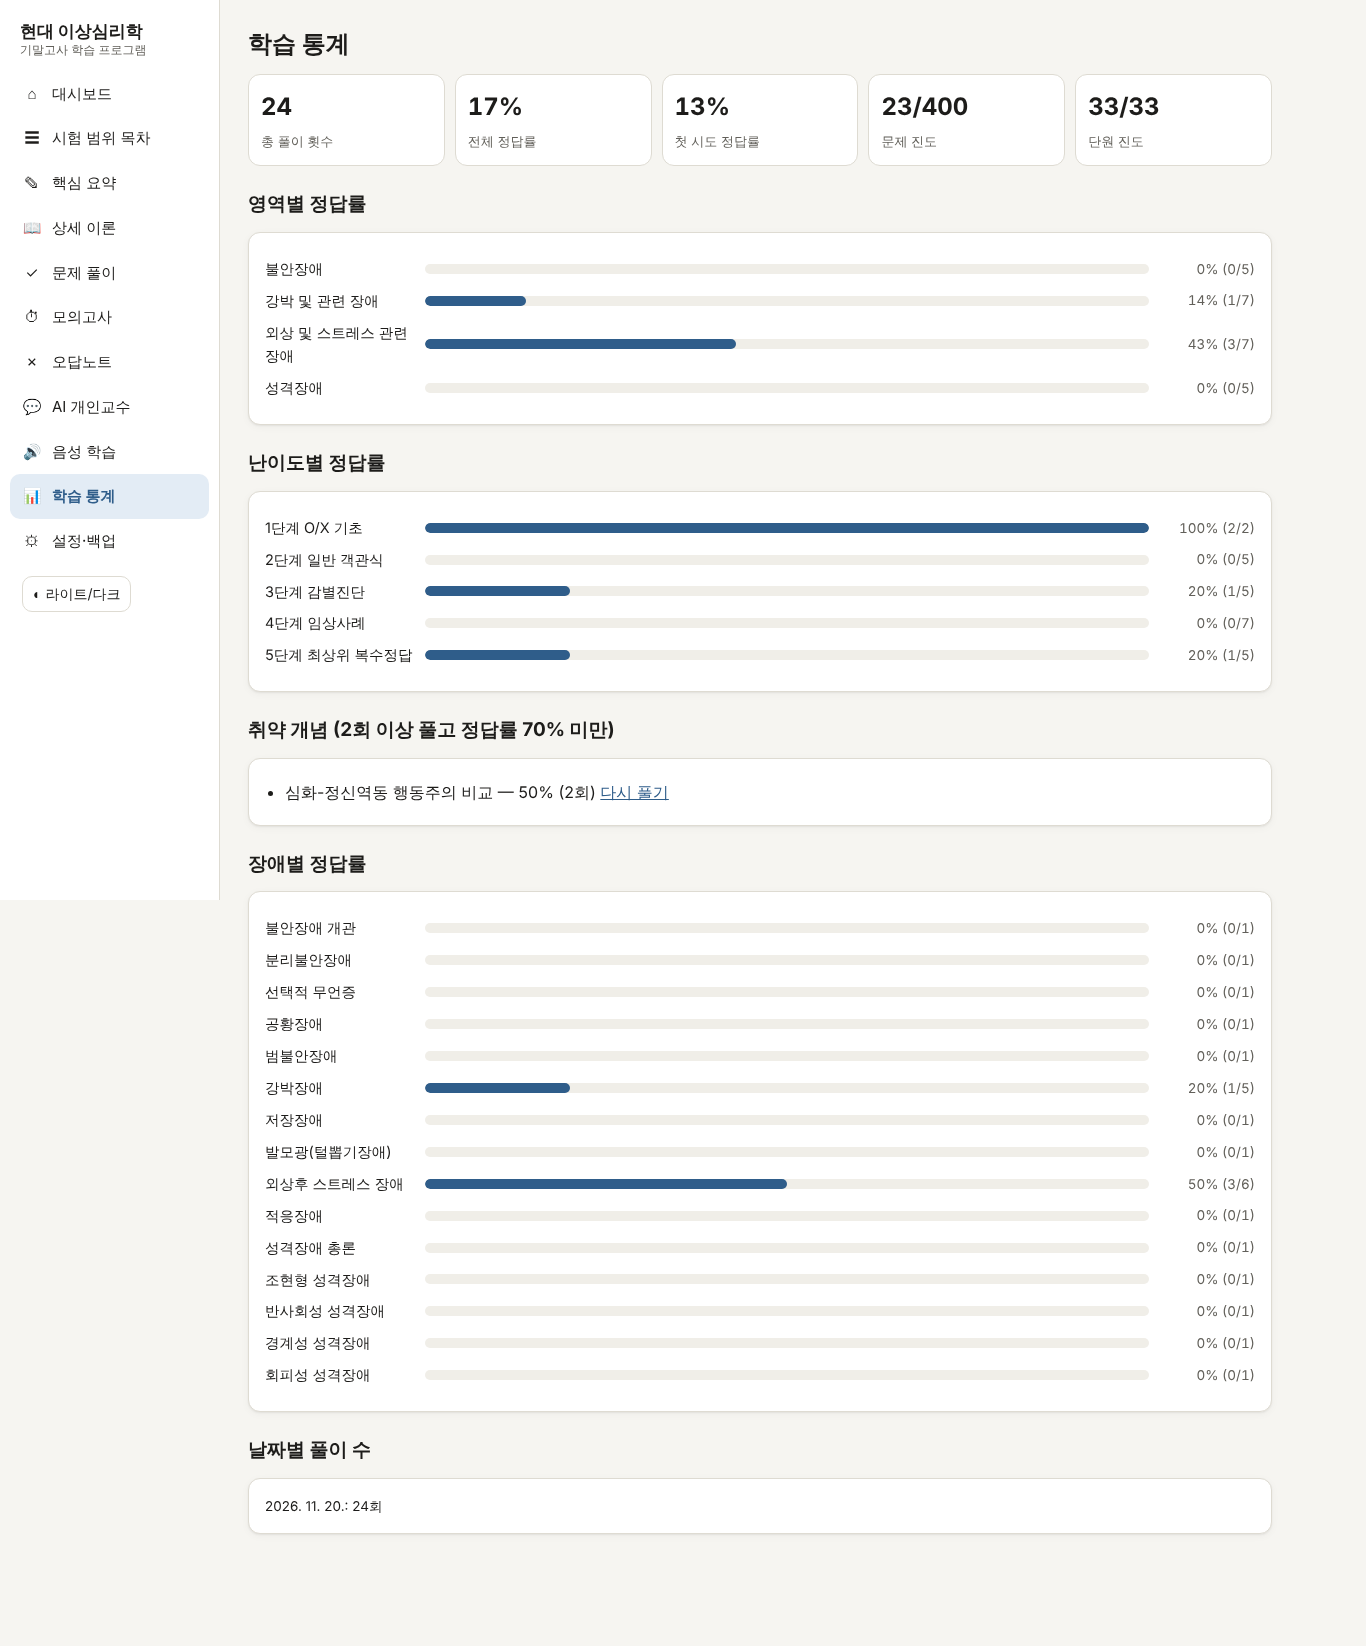 현대 이상심리학
기말고사 학습 프로그램
대시보드
시험 범위 목차
핵심 요약
상세 이론
문제 풀이
모의고사
오답노트
AI 개인교수
음성 학습
학습 통계
설정·백업
라이트/다크
학습 통계
24
총 풀이 횟수
17%
전체 정답률
13%
첫 시도 정답률
23/400
문제 진도
33/33
단원 진도
영역별 정답률
불안장애 0% (0/5)
강박 및 관련 장애 14% (1/7)
외상 및 스트레스 관련
장애 43% (3/7)
성격장애 0% (0/5)
난이도별 정답률
1단계 O/X 기초 100% (2/2)
2단계 일반 객관식 0% (0/5)
3단계 감별진단 20% (1/5)
4단계 임상사례 0% (0/7)
5단계 최상위 복수정답 20% (1/5)
취약 개념 (2회 이상 풀고 정답률 70% 미만)
• 심화-정신역동 행동주의 비교 — 50% (2회) 다시 풀기
장애별 정답률
불안장애 개관 0% (0/1)
분리불안장애 0% (0/1)
선택적 무언증 0% (0/1)
공황장애 0% (0/1)
범불안장애 0% (0/1)
강박장애 20% (1/5)
저장장애 0% (0/1)
발모광(털뽑기장애) 0% (0/1)
외상후 스트레스 장애 50% (3/6)
적응장애 0% (0/1)
성격장애 총론 0% (0/1)
조현형 성격장애 0% (0/1)
반사회성 성격장애 0% (0/1)
경계성 성격장애 0% (0/1)
회피성 성격장애 0% (0/1)
날짜별 풀이 수
2026. 11. 20.: 24회